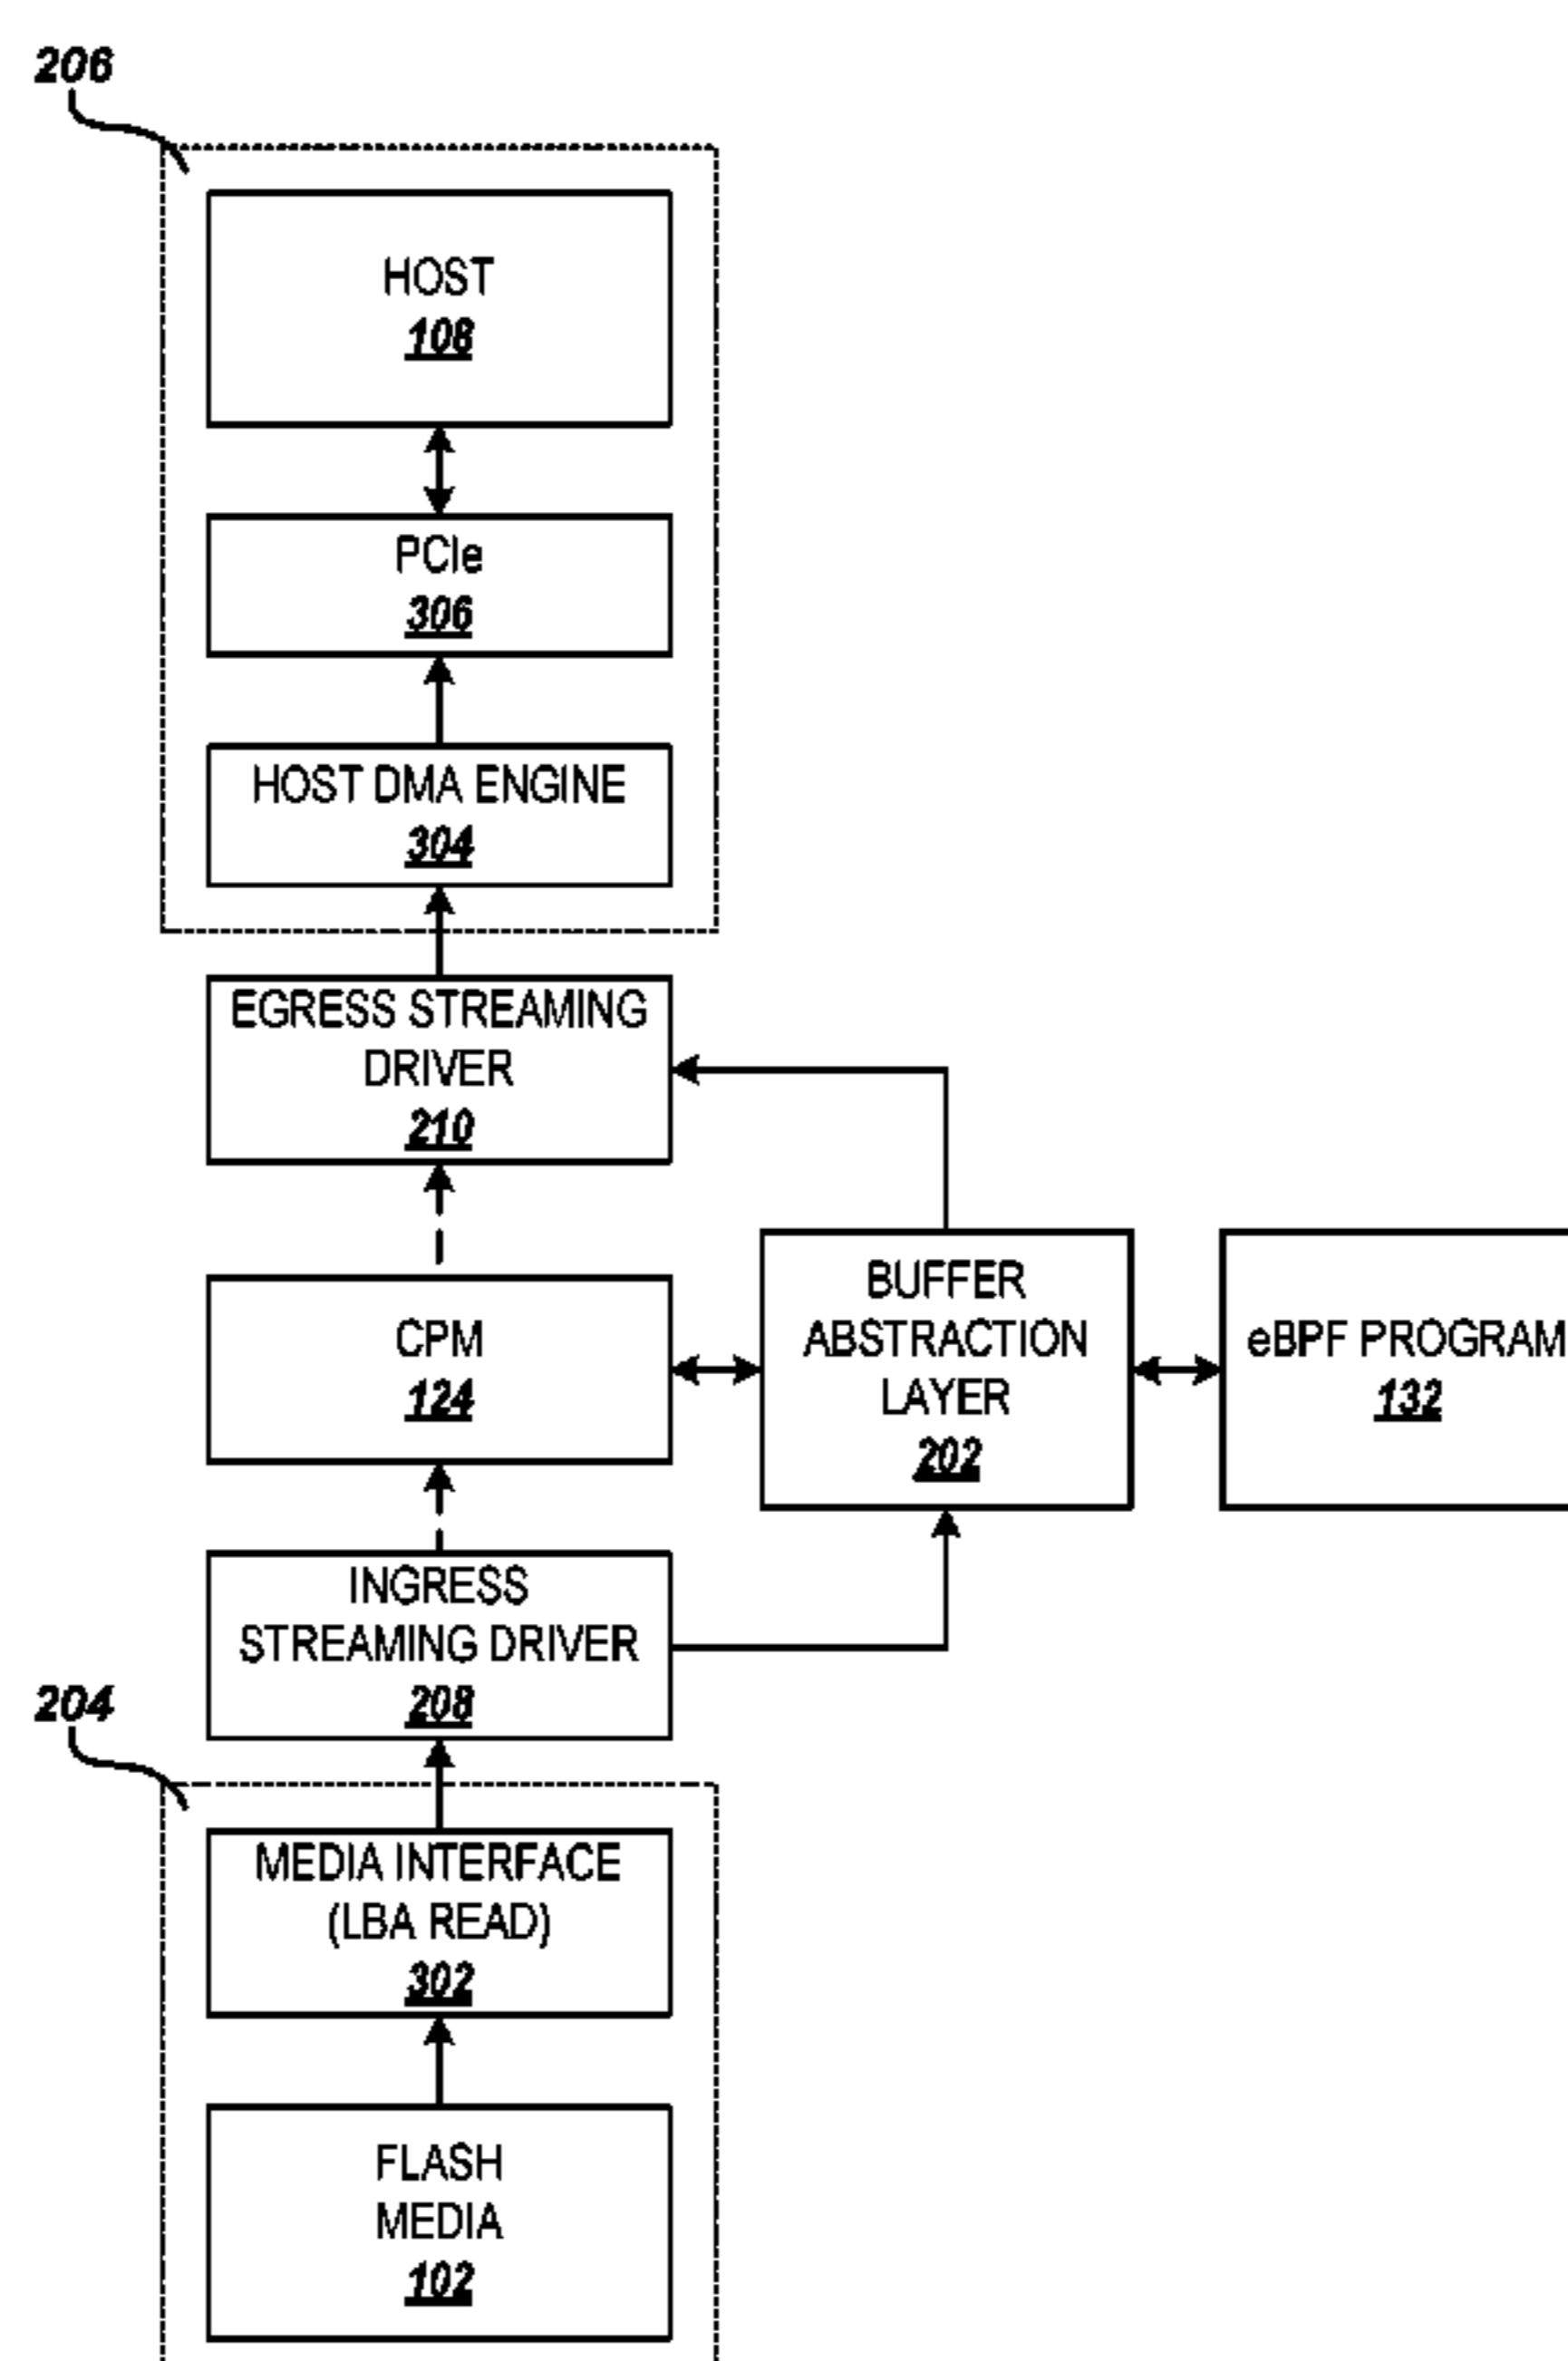 206
HOST
108
PCIe
306
HOST DMA ENGINE
304
EGRESS STREAMING
DRIVER
210
CPM
124
BUFFER
ABSTRACTION
LAYER
202
eBPF PROGRAM
132
INGRESS
STREAMING DRIVER
208
204
MEDIA INTERFACE
(LBA READ)
302
FLASH
MEDIA
102